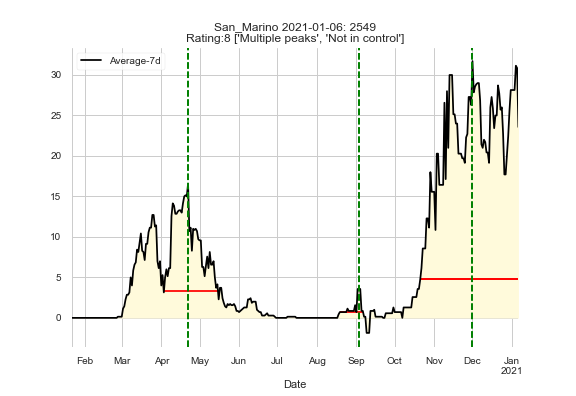 San_Marino 2021-01-06: 2549
Rating:8 ['Multiple peaks', 'Not in control']
Average-7d
30
25
20
15
10
5
0
Feb Mar Apr May Jun Jul Aug Sep Oct Nov Dec Jan
2021
Date